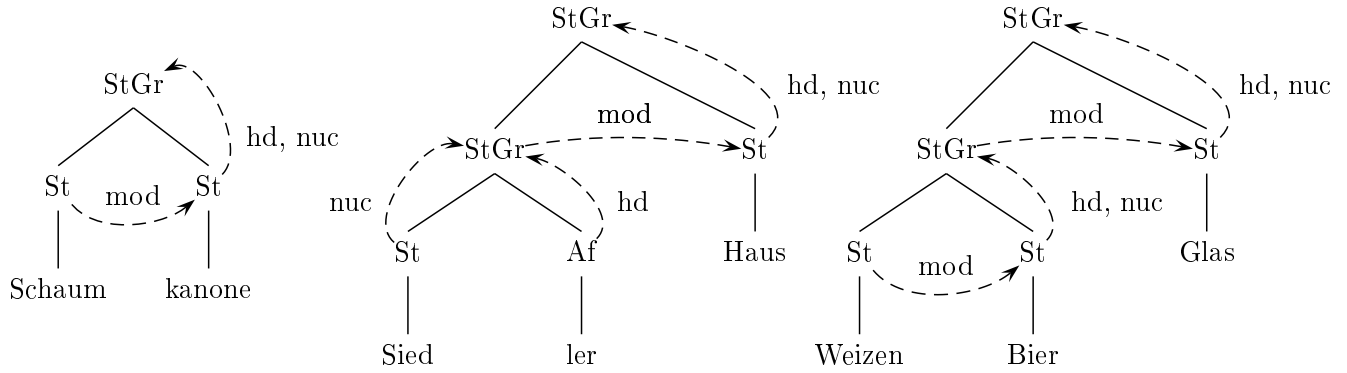 StGr
hd, nuc
St
mod
St
Schaum
kanone
StGr
hd, nuc
mod
StGr
St
nuc
hd
St
Af
Haus
Sied
ler
StGr
hd, nuc
mod
StGr
St
hd, nuc
St
mod
St
Glas
Weizen
Bier